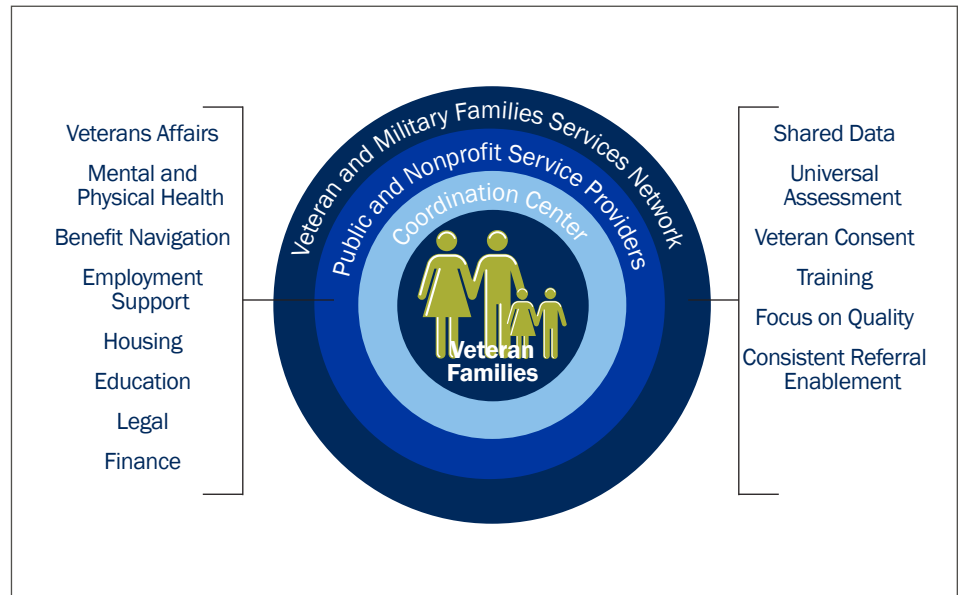 Veterans Affairs
Mental and
Physical Health
Benefit Navigation
Employment
Support
Housing
Education
Legal
Finance
Veteran and Military Families Services Network
Public and Nonprofit Service Providers
Coordination Center
Veteran
Families
Shared Data
Universal
Assessment
Veteran Consent
Training
Focus on Quality
Consistent Referral
Enablement